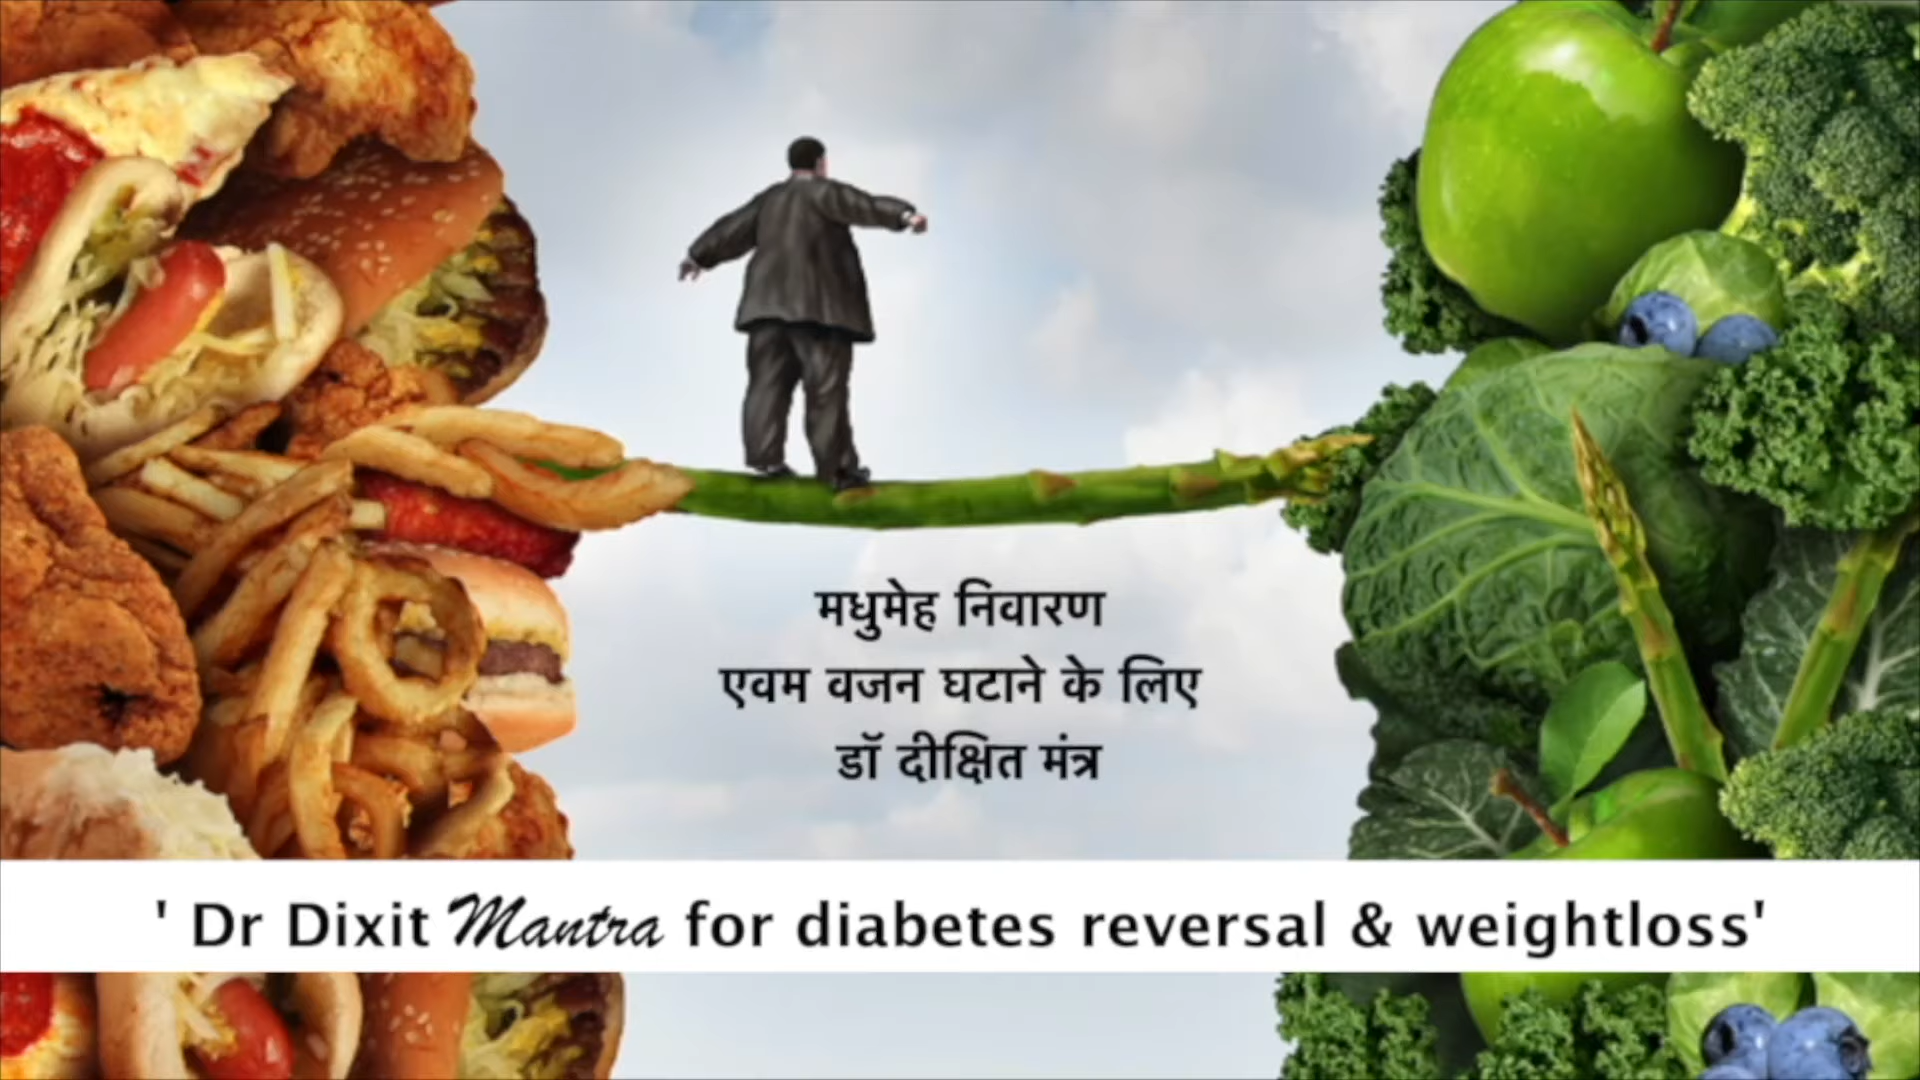 मधुमेह निवारण
एवम वजन घटाने के लिए
डॉ दीक्षित मंत्र
' Dr Dixit Mantra for diabetes reversal & weightloss'